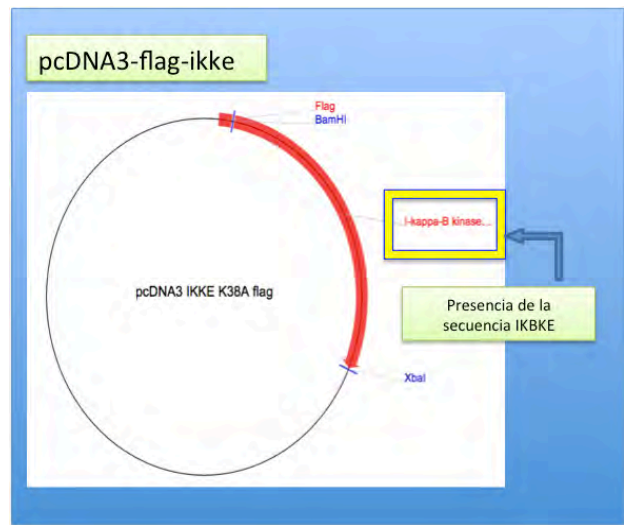 pcDNA3-flag-ikke
Flag
BamHI
I-kappa-B kinase...
pcDNA3 IKKE K38A flag
Presencia de la
secuencia IKBKE
XbaI